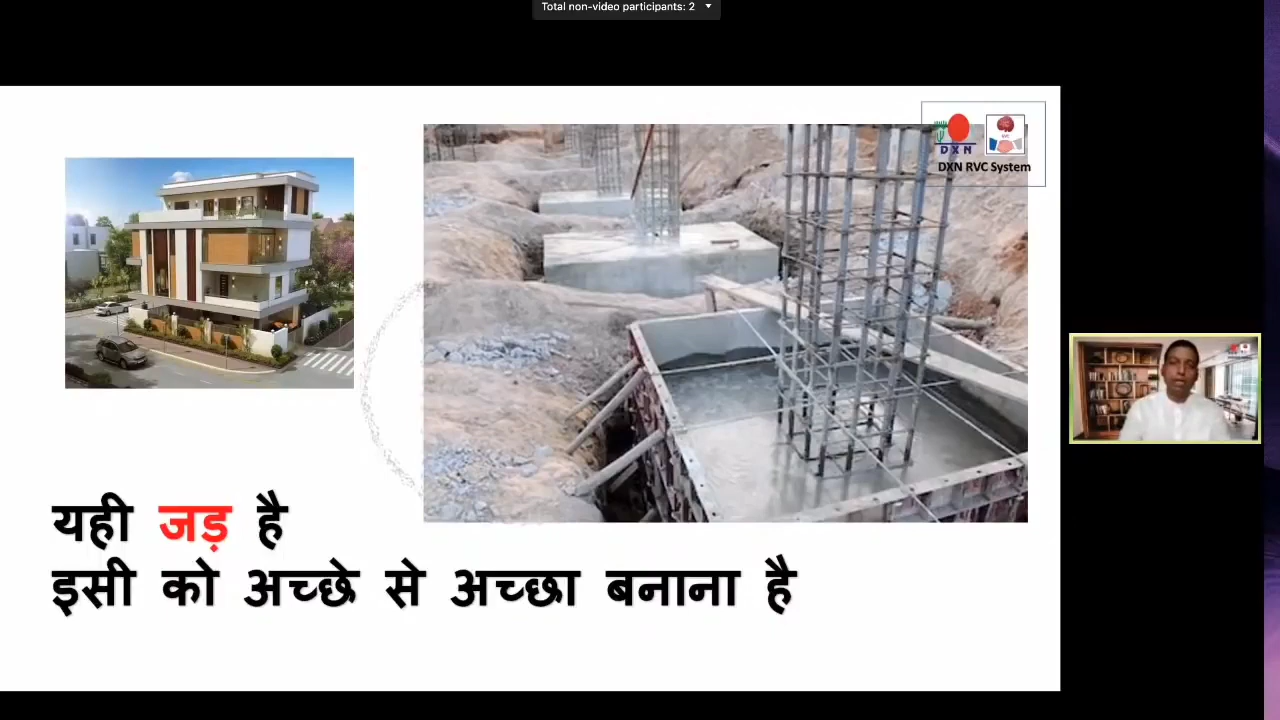 Total non-video participants: 2
DXN
DXN RVC System
यही जड़ है
इसी को अच्छे से अच्छा बनाना है